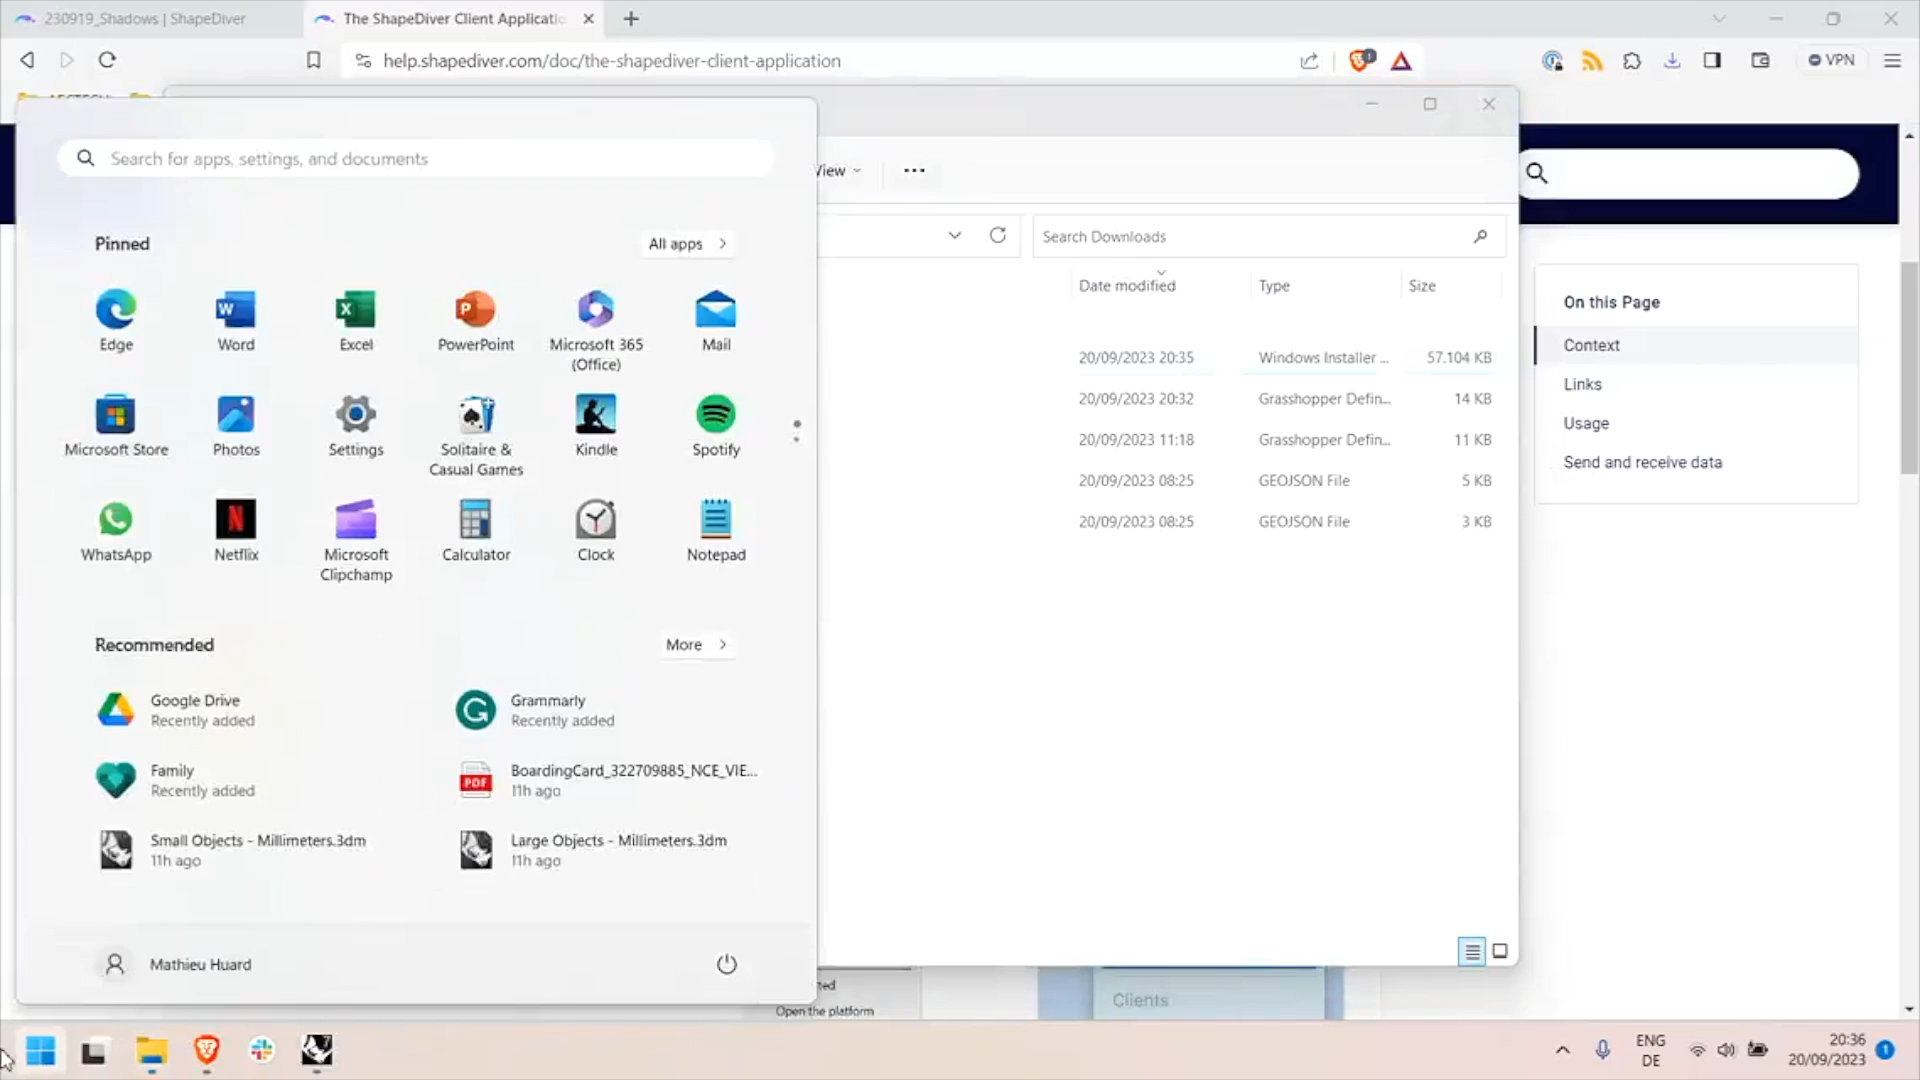 230919_Shadows | ShapeDiver
The ShapeDiver Client Applicatio
help.shapediver.com/doc/the-shapediver-client-application
1
VPN
Search for apps, settings, and documents
View
Search Downloads
Pinned
All apps
Date modified
Type
Size
On this Page
Context
Links
Usage
Send and receive data
Edge
Word
Excel
PowerPoint
Microsoft 365
(Office)
Mail
20/09/2023 20:35
Windows Installer ...
57.104 KB
20/09/2023 20:32
Grasshopper Defin...
14 KB
20/09/2023 11:18
Grasshopper Defin...
11 KB
20/09/2023 08:25
GEOJSON File
5 KB
20/09/2023 08:25
GEOJSON File
3 KB
Microsoft Store
Photos
Settings
Solitaire &
Casual Games
Kindle
Spotify
WhatsApp
Netflix
Microsoft
Clipchamp
Calculator
Clock
Notepad
Recommended
More
Google Drive
Recently added
Grammarly
Recently added
Family
Recently added
PDF
BoardingCard_322709885_NCE_VIE...
11h ago
Small Objects - Millimeters.3dm
11h ago
Large Objects - Millimeters.3dm
11h ago
Mathieu Huard
ted
Open the platform
Clients
ENG
DE
20:36
20/09/2023
1